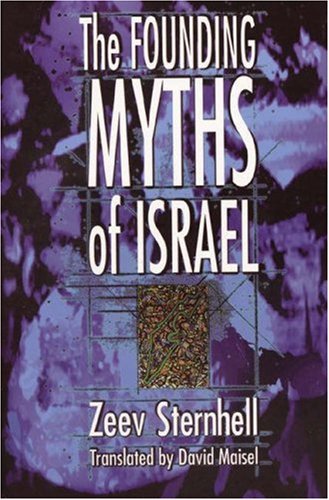 The FOUNDING
MYTHS
of ISRAEL
Zeev Sternhell
Translated by David Maisel